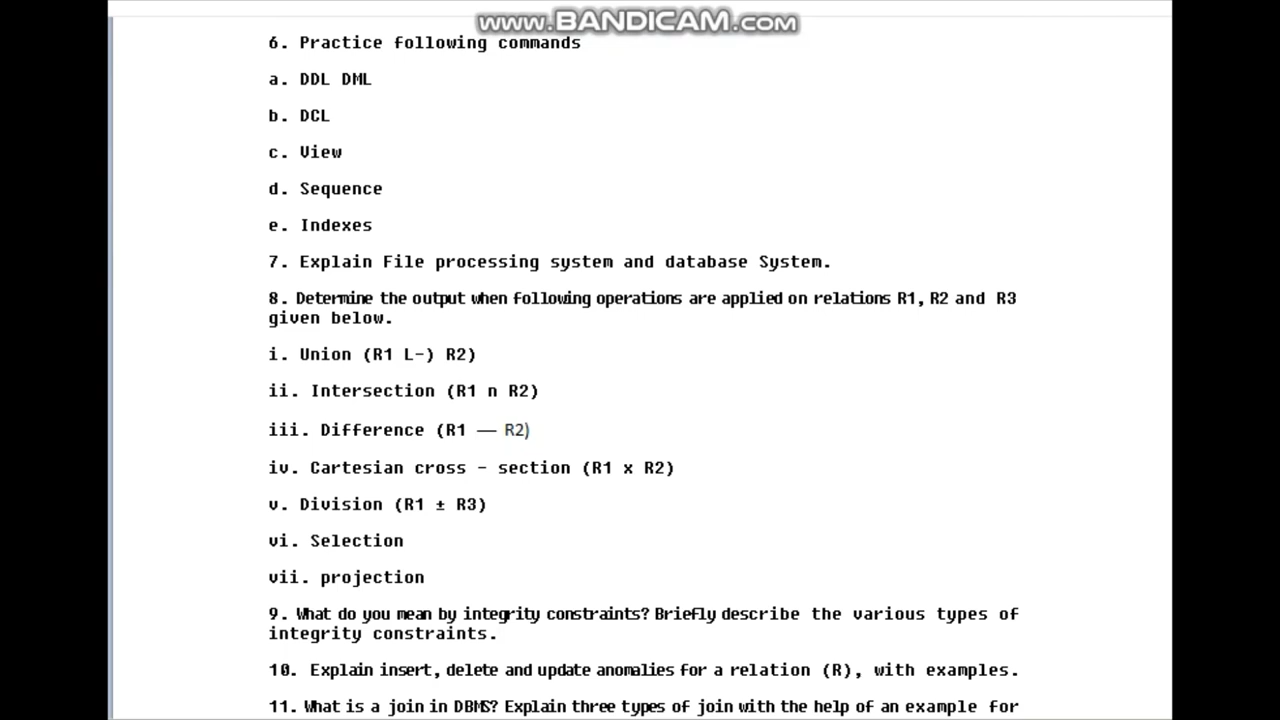 www.BANDICAM.com
6. Practice following commands
a. DDL DML
b. DCL
c. View
d. Sequence
e. Indexes
7. Explain File processing system and database System.
8. Determine the output when following operations are applied on relations R1, R2 and R3
given below.
i. Union (R1 L-) R2)
ii. Intersection (R1 n R2)
iii. Difference (R1 — R2)
iv. Cartesian cross - section (R1 x R2)
v. Division (R1 ± R3)
vi. Selection
vii. projection
9. What do you mean by integrity constraints? Briefly describe the various types of
integrity constraints.
10. Explain insert, delete and update anomalies for a relation (R), with examples.
11. What is a join in DBMS? Explain three types of join with the help of an example for